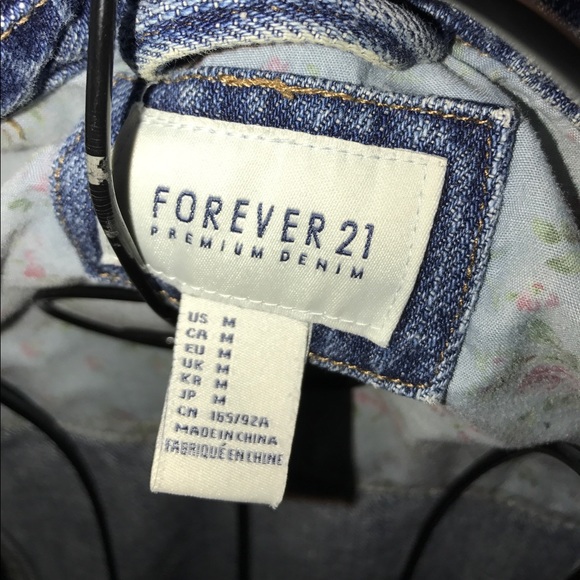 FOREVER 21
PREMIUM DENIM
US M
CA M
EU M
UK M
KR M
JP M
CN 165/92A
MADE IN CHINA
FABRIQUÉ EN CHINE